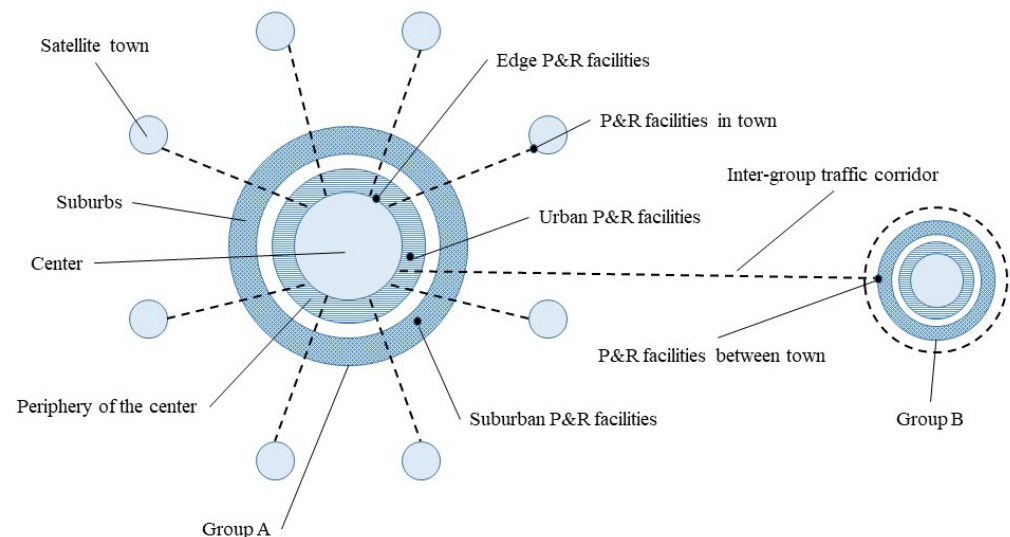 Satellite town
Edge P&R facilities
P&R facilities in town
Inter-group traffic corridor
Suburbs
Urban P&R facilities
Center
P&R facilities between town
Periphery of the center
Suburban P&R facilities
Group B
Group A